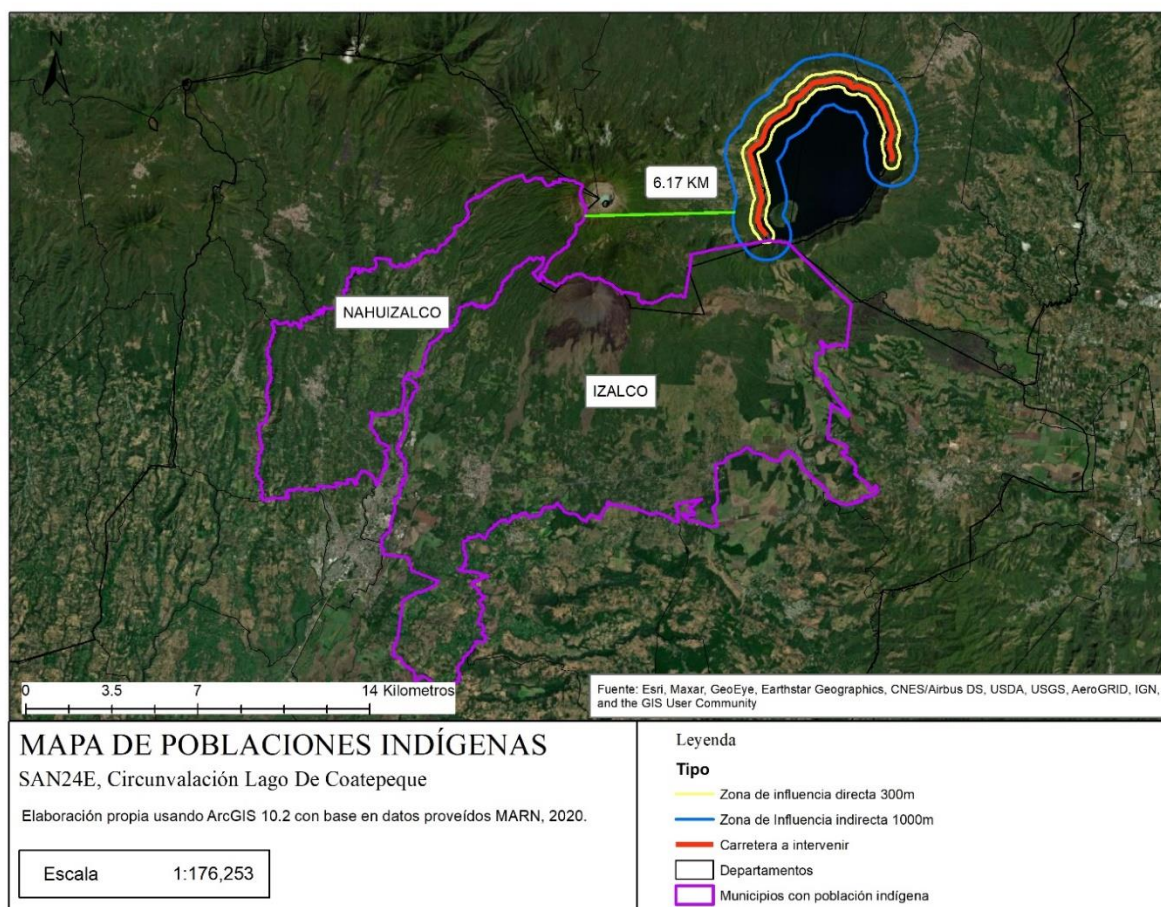 N
6.17 KM
NAHUIZALCO
IZALCO
0 3.5 7 14 Kilometros
Fuente: Esri, Maxar, GeoEye, Earthstar Geographics, CNES/Airbus DS, USDA, USGS, AeroGRID, IGN,
and the GIS User Community
MAPA DE POBLACIONES INDÍGENAS
SAN24E, Circunvalación Lago De Coatepeque
Elaboración propia usando ArcGIS 10.2 con base en datos proveídos MARN, 2020.
Escala 1:176,253
Leyenda
Tipo
Zona de influencia directa 300m
Zona de Influencia indirecta 1000m
Carretera a intervenir
Departamentos
Municipios con población indígena